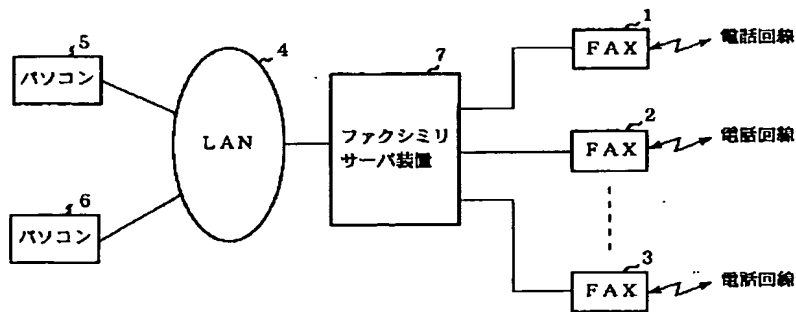 5
パソコン
6
パソコン
4
LAN
7
ファクシミリ
サーバ装置
1
FAX
電話回線
2
FAX
電話回線
3
FAX
電話回線